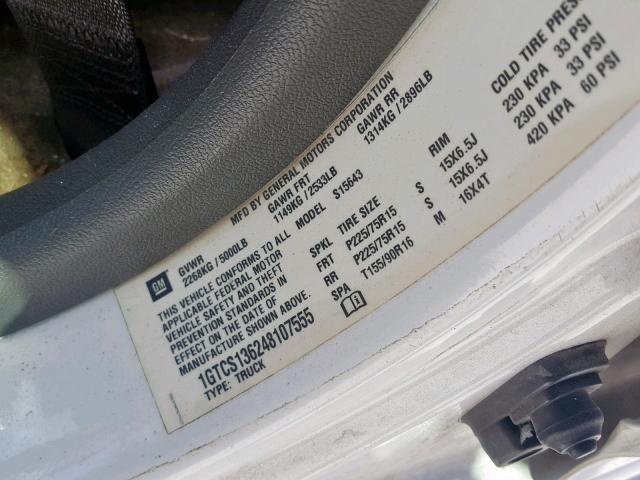 MFD BY GENERAL MOTORS CORPORATION
GM GVWR GAWR FRT GAWR RR
2268KG / 5000LB 1149KG / 2533LB 1314KG / 2896LB
THIS VEHICLE CONFORMS TO ALL MODEL S15643
APPLICABLE FEDERAL MOTOR
VEHICLE SAFETY AND THEFT
PREVENTION STANDARDS IN
EFFECT ON THE DATE OF
MANUFACTURE SHOWN ABOVE.
1GTCS136248107555
TYPE: TRUCK
SPKL TIRE SIZE RIM COLD TIRE PRES
FRT P225/75R15 S 15X6.5J 230 KPA 33 PSI
RR P225/75R15 S 15X6.5J 230 KPA 33 PSI
SPA T155/90R16 M 16X4T 420 KPA 60 PSI